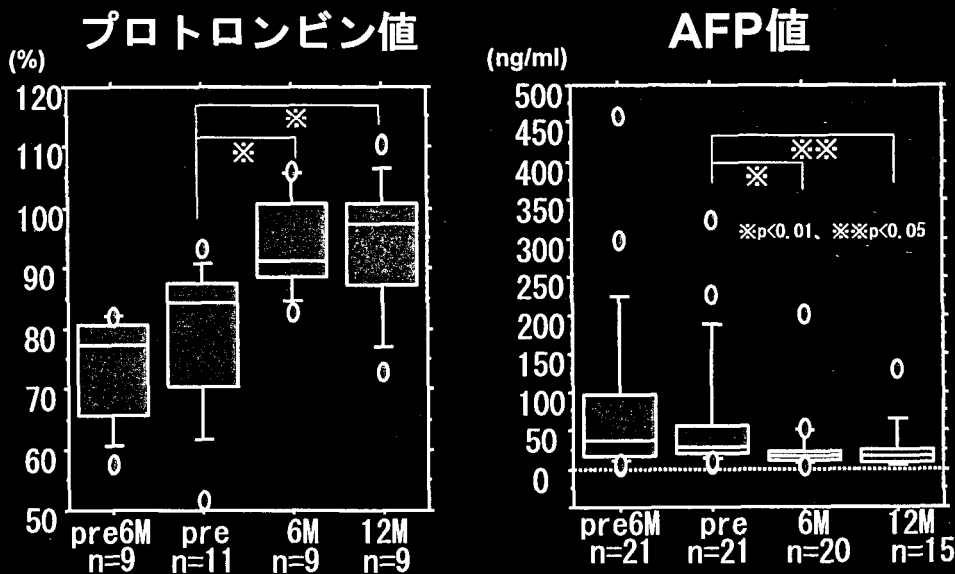 プロトロンビン値
(%)
120
110
100
90
80
70
60
50
※
※
pre6M
n=9
pre
n=11
6M
n=9
12M
n=9
AFP値
(ng/ml)
500
450
400
350
300
250
200
150
100
50
0
※※
※
※p<0.01、※※p<0.05
pre6M
n=21
pre
n=21
6M
n=20
12M
n=15